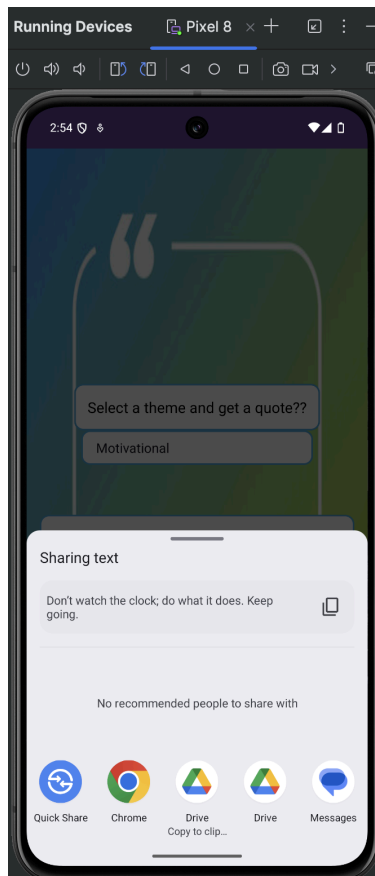 Running Devices Pixel 8
2:54
Select a theme and get a quote??
Motivational
Sharing text
Don't watch the clock; do what it does. Keep
going.
No recommended people to share with
Quick Share Chrome Drive Drive Messages
Copy to clip...